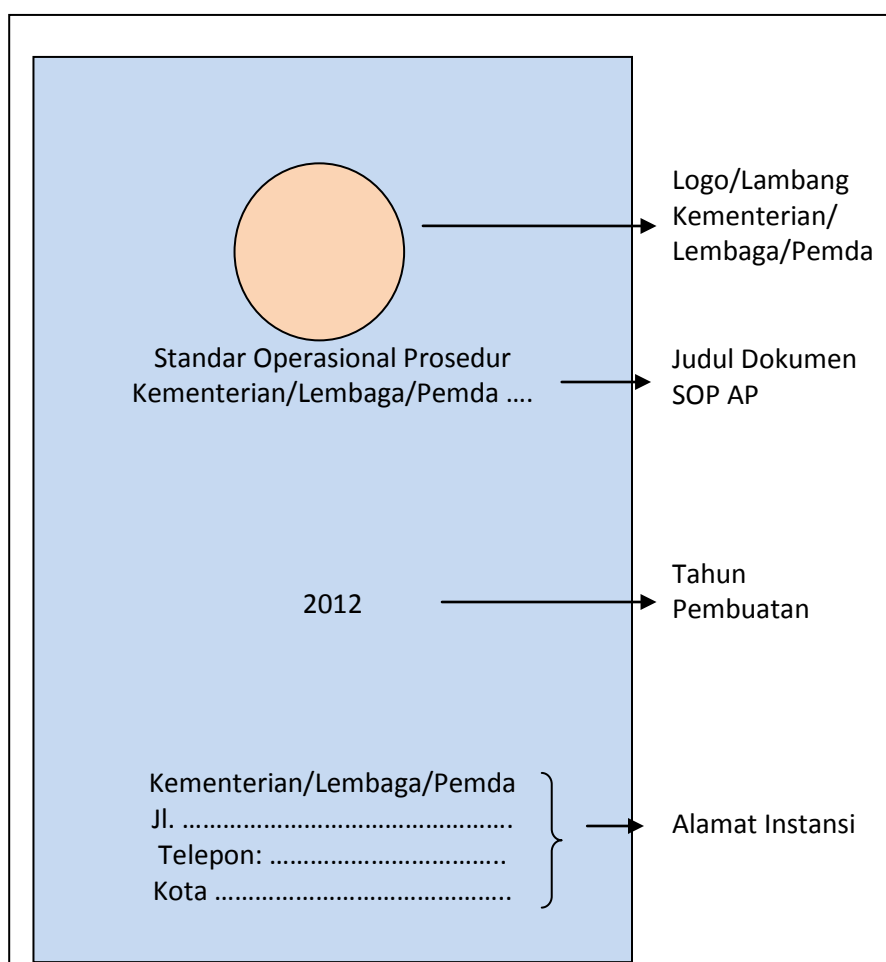 Logo/Lambang
Kementerian/
Lembaga/Pemda
Standar Operasional Prosedur
Kementerian/Lembaga/Pemda ....
Judul Dokumen
SOP AP
2012
Tahun
Pembuatan
Kementerian/Lembaga/Pemda
Jl. ................................................
Telepon: ..................................
Kota ...........................................
Alamat Instansi